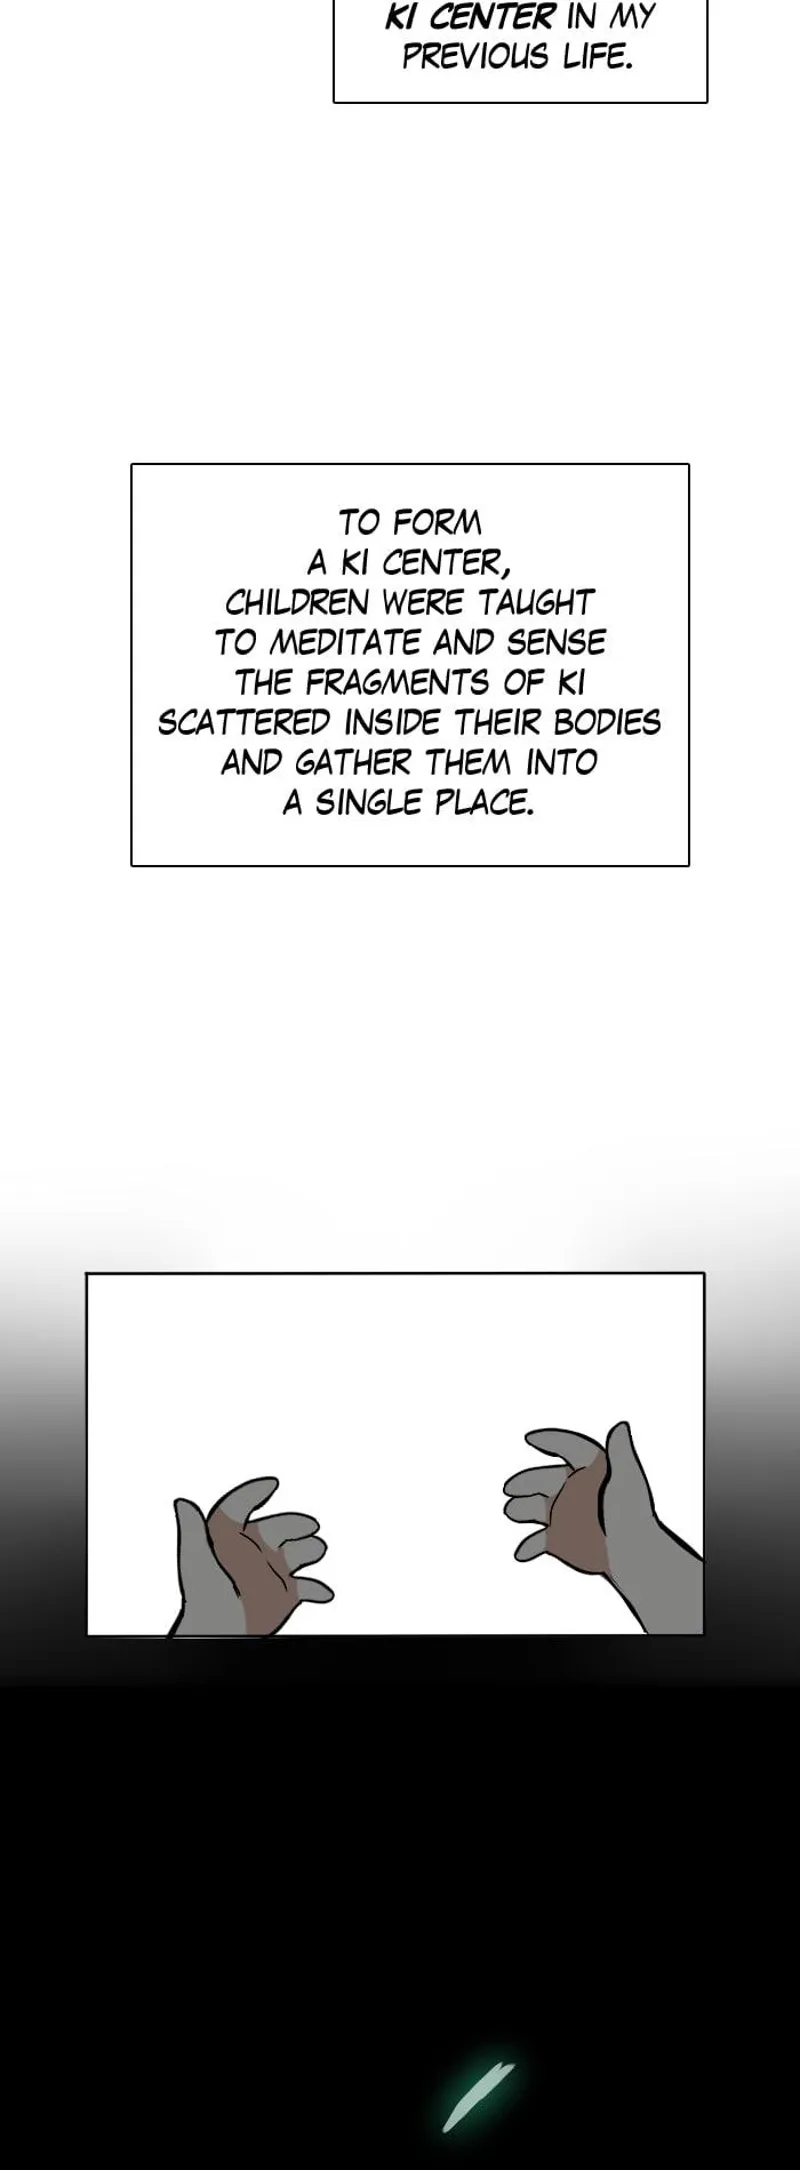 KI CENTER IN MY
PREVIOUS LIFE.
TO FORM
A KI CENTER,
CHILDREN WERE TAUGHT
TO MEDITATE AND SENSE
THE FRAGMENTS OF KI
SCATTERED INSIDE THEIR BODIES
AND GATHER THEM INTO
A SINGLE PLACE.